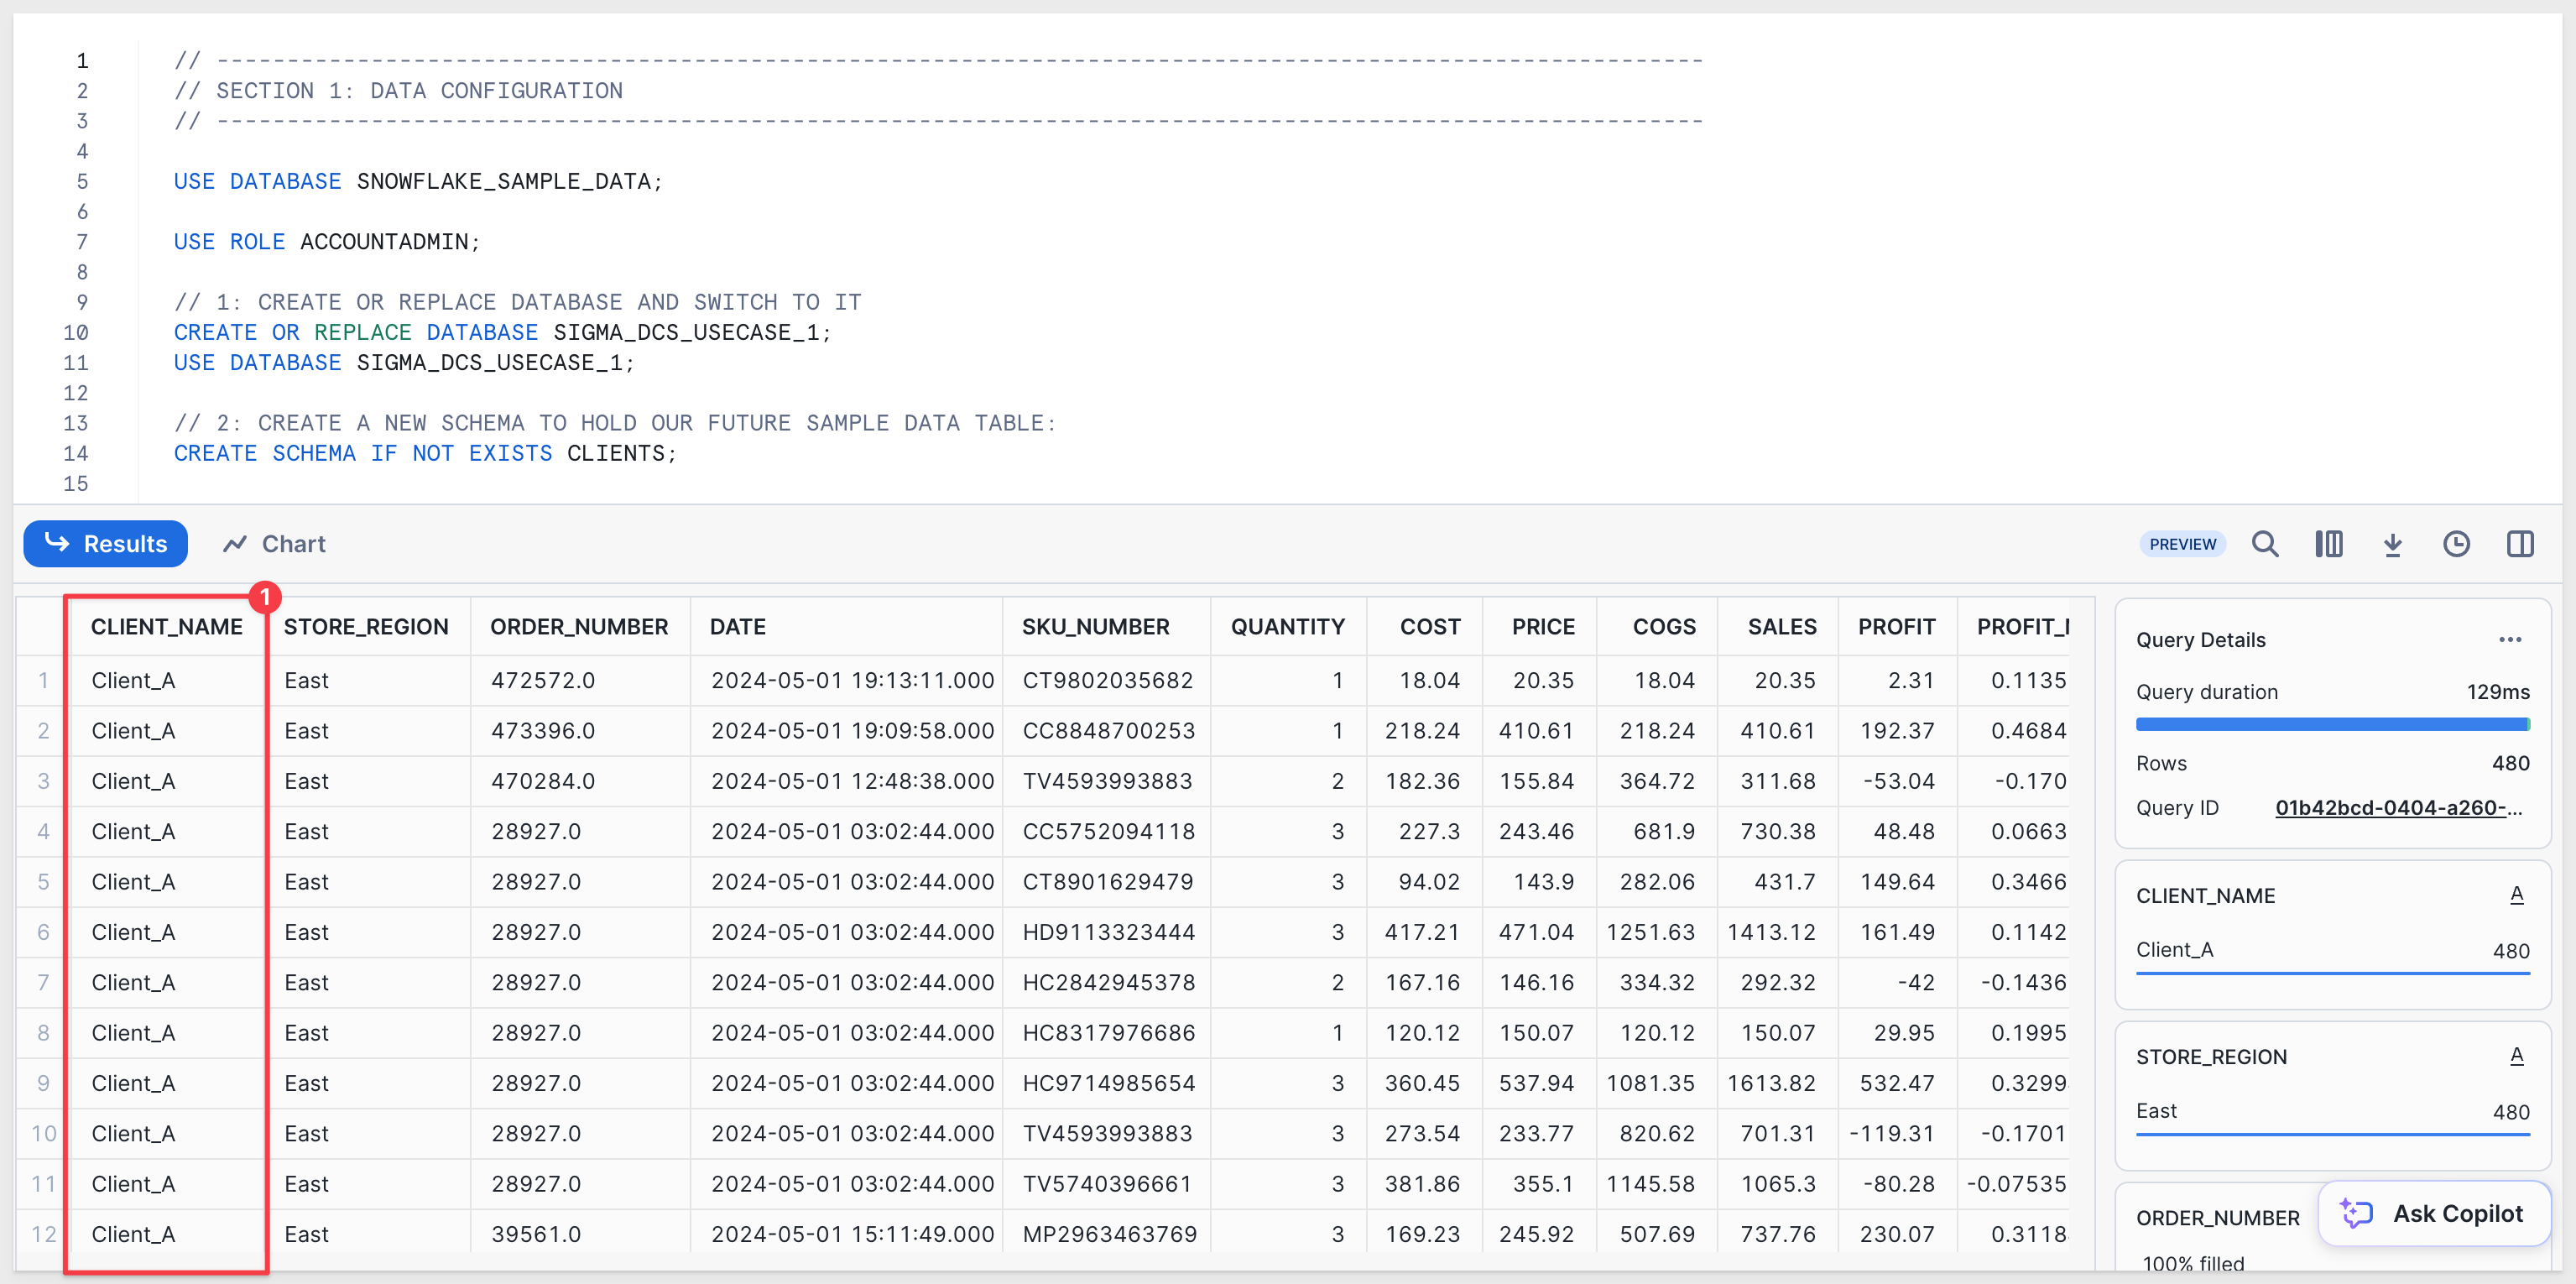 1 // ----------------------------------------------------------------------------------------------------------
2 // SECTION 1: DATA CONFIGURATION
3 // ----------------------------------------------------------------------------------------------------------
4
5 USE DATABASE SNOWFLAKE_SAMPLE_DATA;
6
7 USE ROLE ACCOUNTADMIN;
8
9 // 1: CREATE OR REPLACE DATABASE AND SWITCH TO IT
10 CREATE OR REPLACE DATABASE SIGMA_DCS_USECASE_1;
11 USE DATABASE SIGMA_DCS_USECASE_1;
12
13 // 2: CREATE A NEW SCHEMA TO HOLD OUR FUTURE SAMPLE DATA TABLE:
14 CREATE SCHEMA IF NOT EXISTS CLIENTS;
15
Results Chart PREVIEW
1
CLIENT_NAME STORE_REGION ORDER_NUMBER DATE SKU_NUMBER QUANTITY COST PRICE COGS SALES PROFIT PROFIT_
1 Client_A East 472572.0 2024-05-01 19:13:11.000 CT9802035682 1 18.04 20.35 18.04 20.35 2.31 0.1135
2 Client_A East 473396.0 2024-05-01 19:09:58.000 CC8848700253 1 218.24 410.61 218.24 410.61 192.37 0.4684
3 Client_A East 470284.0 2024-05-01 12:48:38.000 TV4593993883 2 182.36 155.84 364.72 311.68 -53.04 -0.170
4 Client_A East 28927.0 2024-05-01 03:02:44.000 CC5752094118 3 227.3 243.46 681.9 730.38 48.48 0.0663
5 Client_A East 28927.0 2024-05-01 03:02:44.000 CT8901629479 3 94.02 143.9 282.06 431.7 149.64 0.3466
6 Client_A East 28927.0 2024-05-01 03:02:44.000 HD9113323444 3 417.21 471.04 1251.63 1413.12 161.49 0.1142
7 Client_A East 28927.0 2024-05-01 03:02:44.000 HC2842945378 2 167.16 146.16 334.32 292.32 -42 -0.1436
8 Client_A East 28927.0 2024-05-01 03:02:44.000 HC8317976686 1 120.12 150.07 120.12 150.07 29.95 0.1995
9 Client_A East 28927.0 2024-05-01 03:02:44.000 HC9714985654 3 360.45 537.94 1081.35 1613.82 532.47 0.3299
10 Client_A East 28927.0 2024-05-01 03:02:44.000 TV4593993883 3 273.54 233.77 820.62 701.31 -119.31 -0.1701
11 Client_A East 28927.0 2024-05-01 03:02:44.000 TV5740396661 3 381.86 355.1 1145.58 1065.3 -80.28 -0.07535
12 Client_A East 39561.0 2024-05-01 15:11:49.000 MP2963463769 3 169.23 245.92 507.69 737.76 230.07 0.3118
Query Details ...
Query duration 129ms
Rows 480
Query ID 01b42bcd-0404-a260-...
CLIENT_NAME A
Client_A 480
STORE_REGION A
East 480
ORDER_NUMBER
100% filled
Ask Copilot